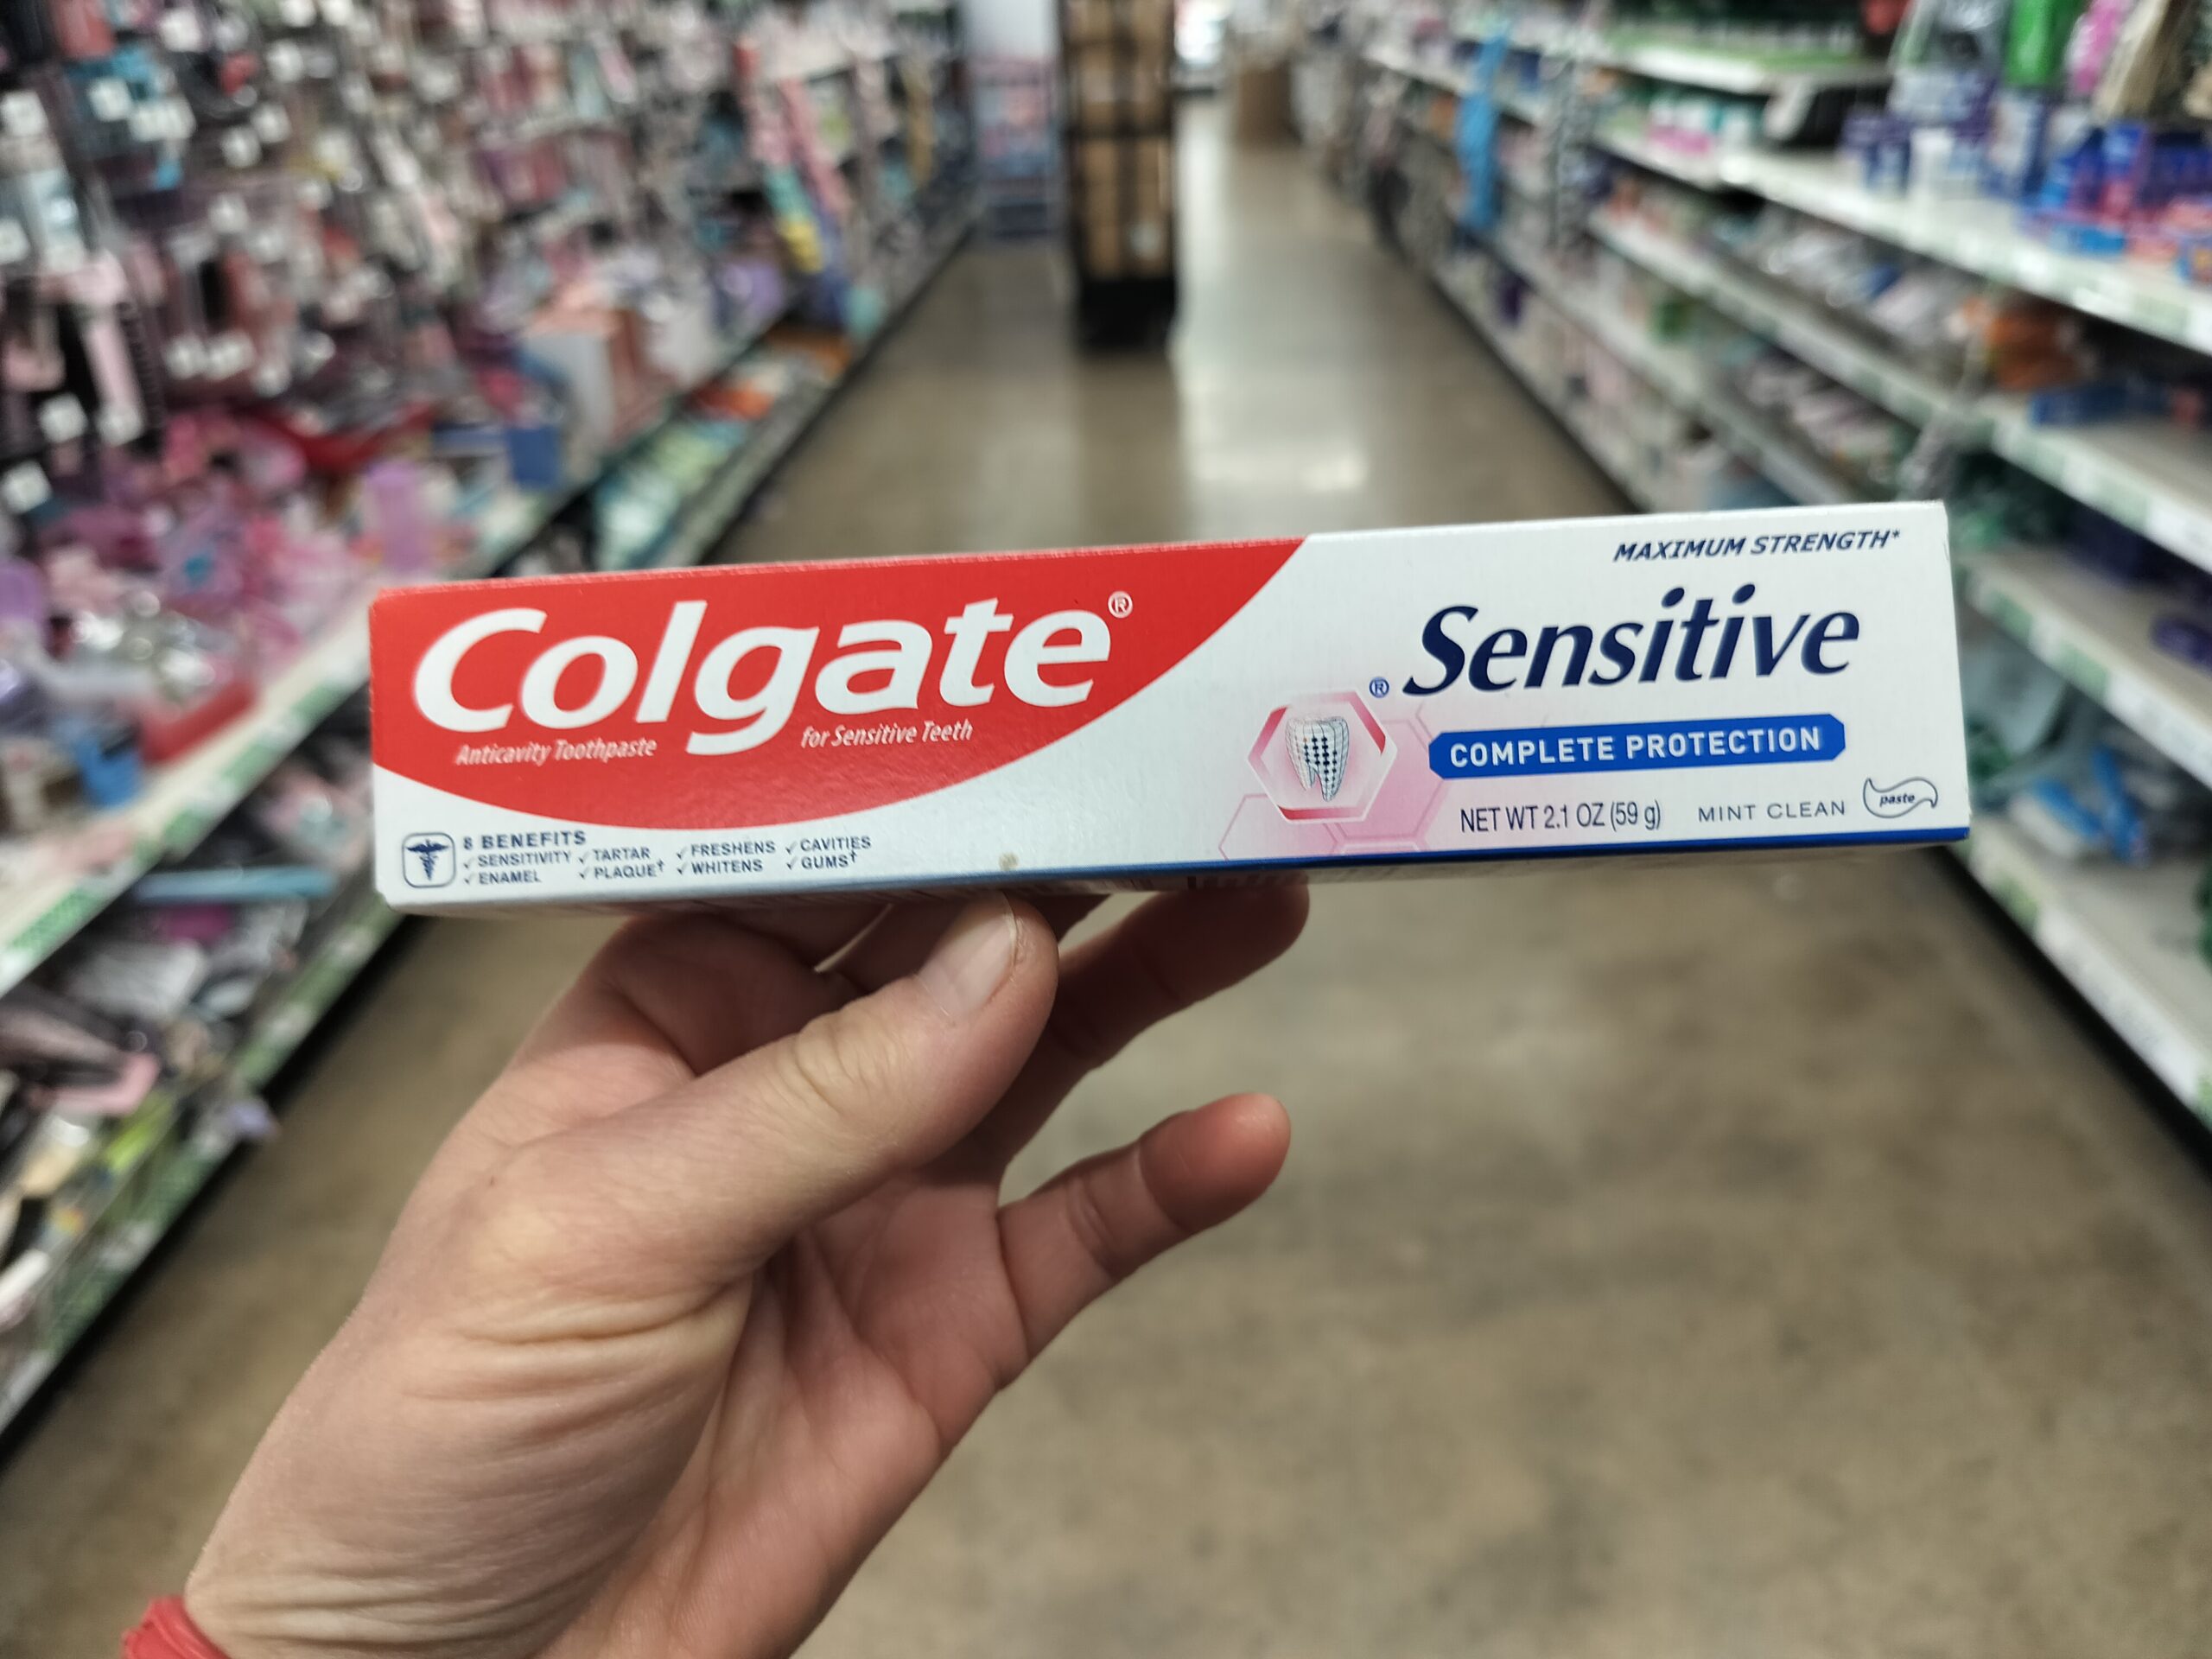 Colgate®
Anticavity Toothpaste
for Sensitive Teeth
8 BENEFITS
✓SENSITIVITY ✓TARTAR ✓FRESHENS ✓CAVITIES
✓ENAMEL ✓PLAQUE† ✓WHITENS ✓GUMS†
MAXIMUM STRENGTH*
® Sensitive
COMPLETE PROTECTION
NET WT 2.1 OZ (59 g) MINT CLEAN paste